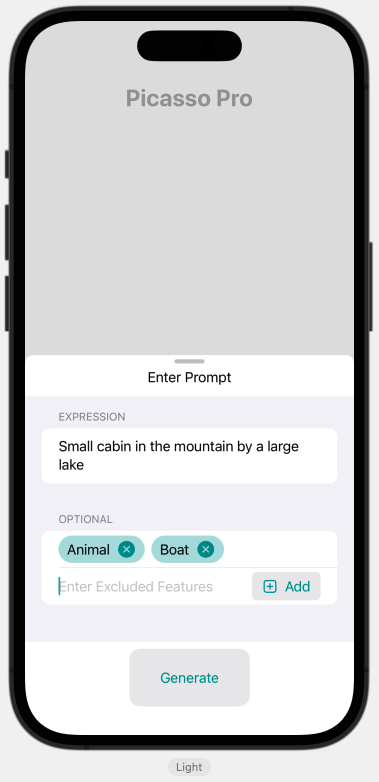 Picasso Pro
Enter Prompt
EXPRESSION
Small cabin in the mountain by a large
lake
OPTIONAL
Animal Boat
Enter Excluded Features Add
Generate
Light